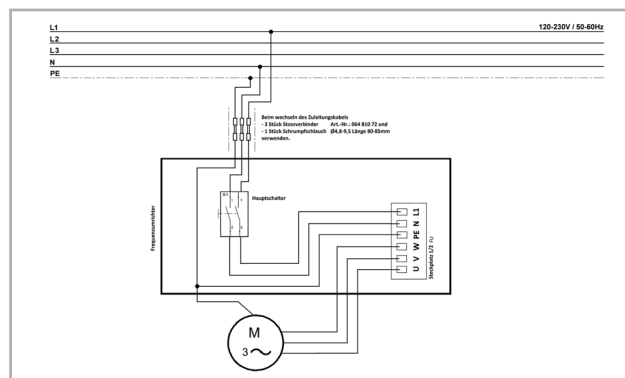 L1
120-230V / 50-60Hz
L2
L3
N
PE
Beim wechseln des Zuleitungskabels
- 3 Stück Stossverbinder Art.-Nr.: 064 810 72 und
- 1 Stück Schrumpfschlauch Ø4,8-9,5 Länge 80-85mm
verwenden.
Frequenzumrichter
Hauptschalter
L1
N
PE
W
V
U
Steckplatz 1/2 FU
M
3